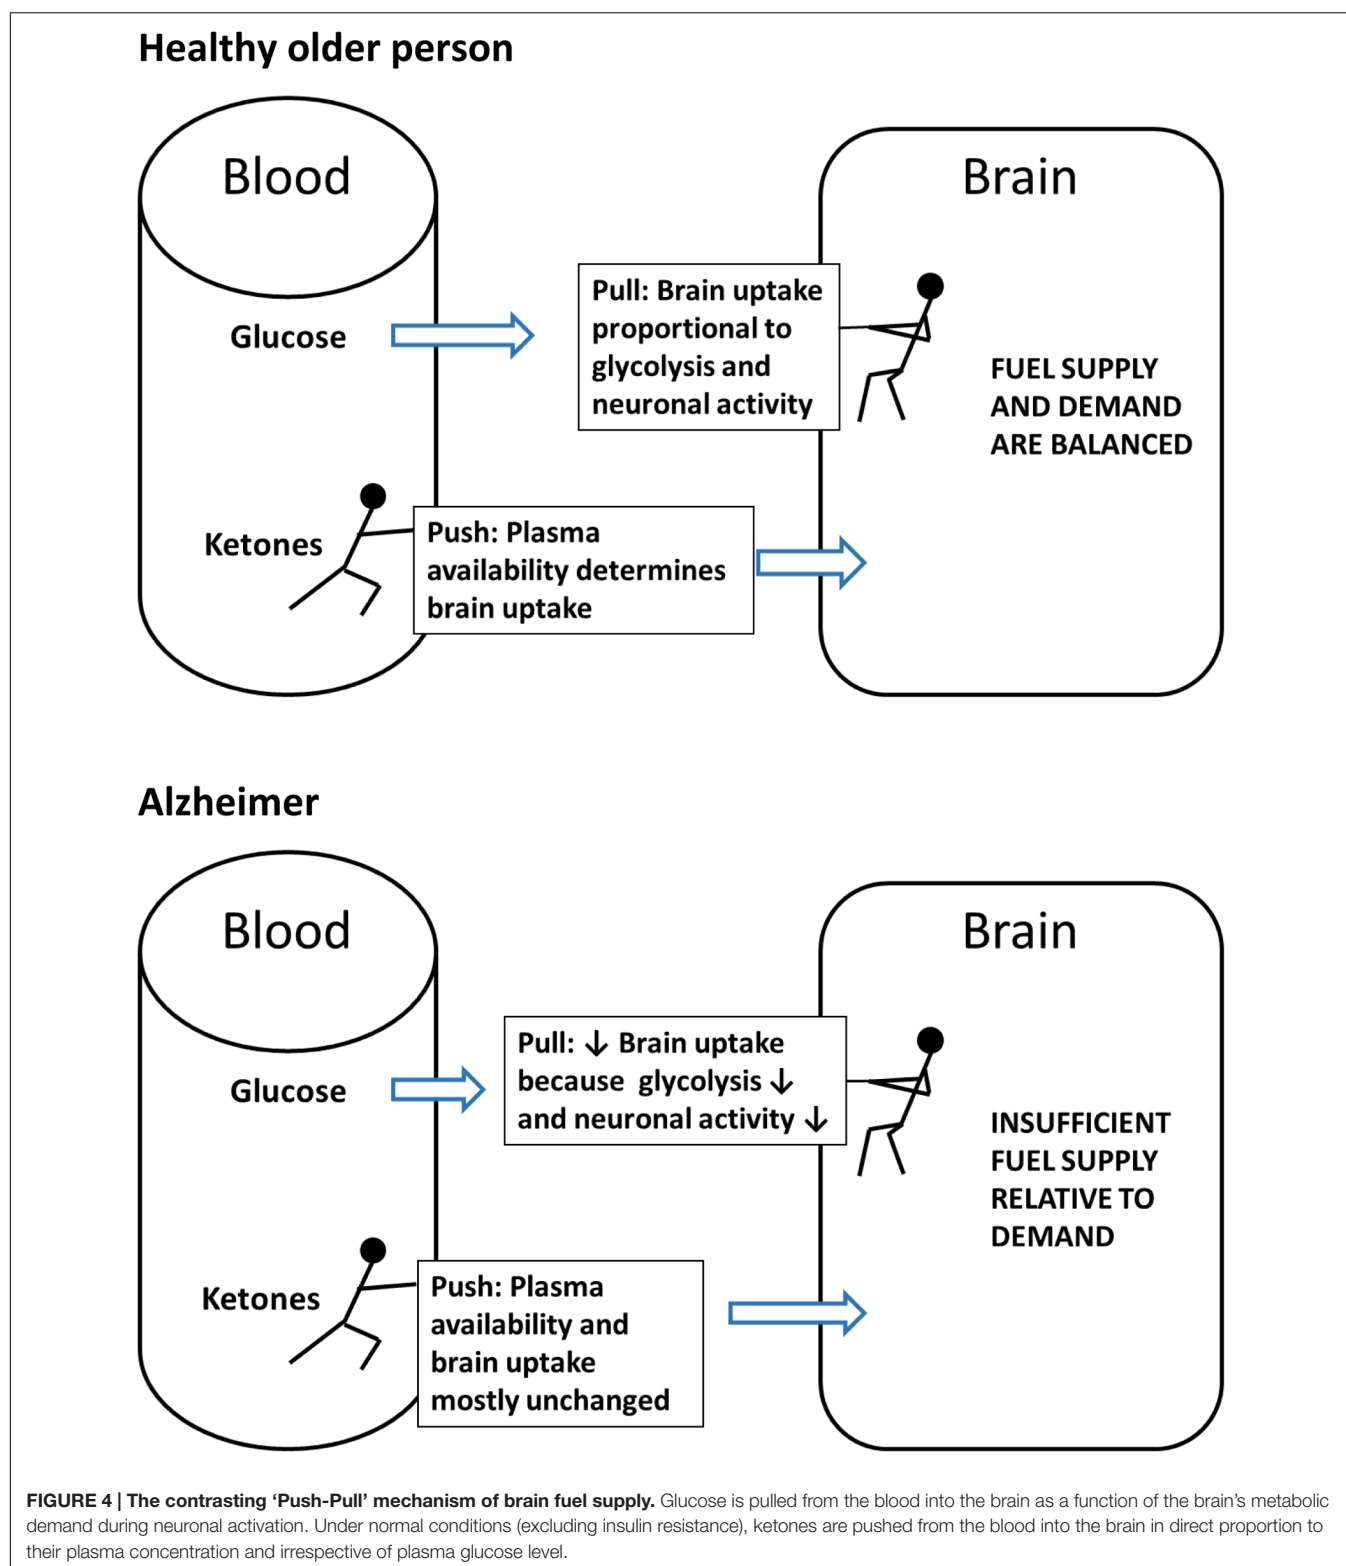 Healthy older person
Blood
Brain
Glucose
Pull: Brain uptake
proportional to
glycolysis and
neuronal activity
FUEL SUPPLY
AND DEMAND
ARE BALANCED
Ketones
Push: Plasma
availability determines
brain uptake
Alzheimer
Blood
Brain
Glucose
Pull: ↓ Brain uptake
because glycolysis ↓
and neuronal activity ↓
INSUFFICIENT
FUEL SUPPLY
RELATIVE TO
DEMAND
Ketones
Push: Plasma
availability and
brain uptake
mostly unchanged
FIGURE 4 | The contrasting ‘Push-Pull’ mechanism of brain fuel supply. Glucose is pulled from the blood into the brain as a function of the brain’s metabolic
demand during neuronal activation. Under normal conditions (excluding insulin resistance), ketones are pushed from the blood into the brain in direct proportion to
their plasma concentration and irrespective of plasma glucose level.